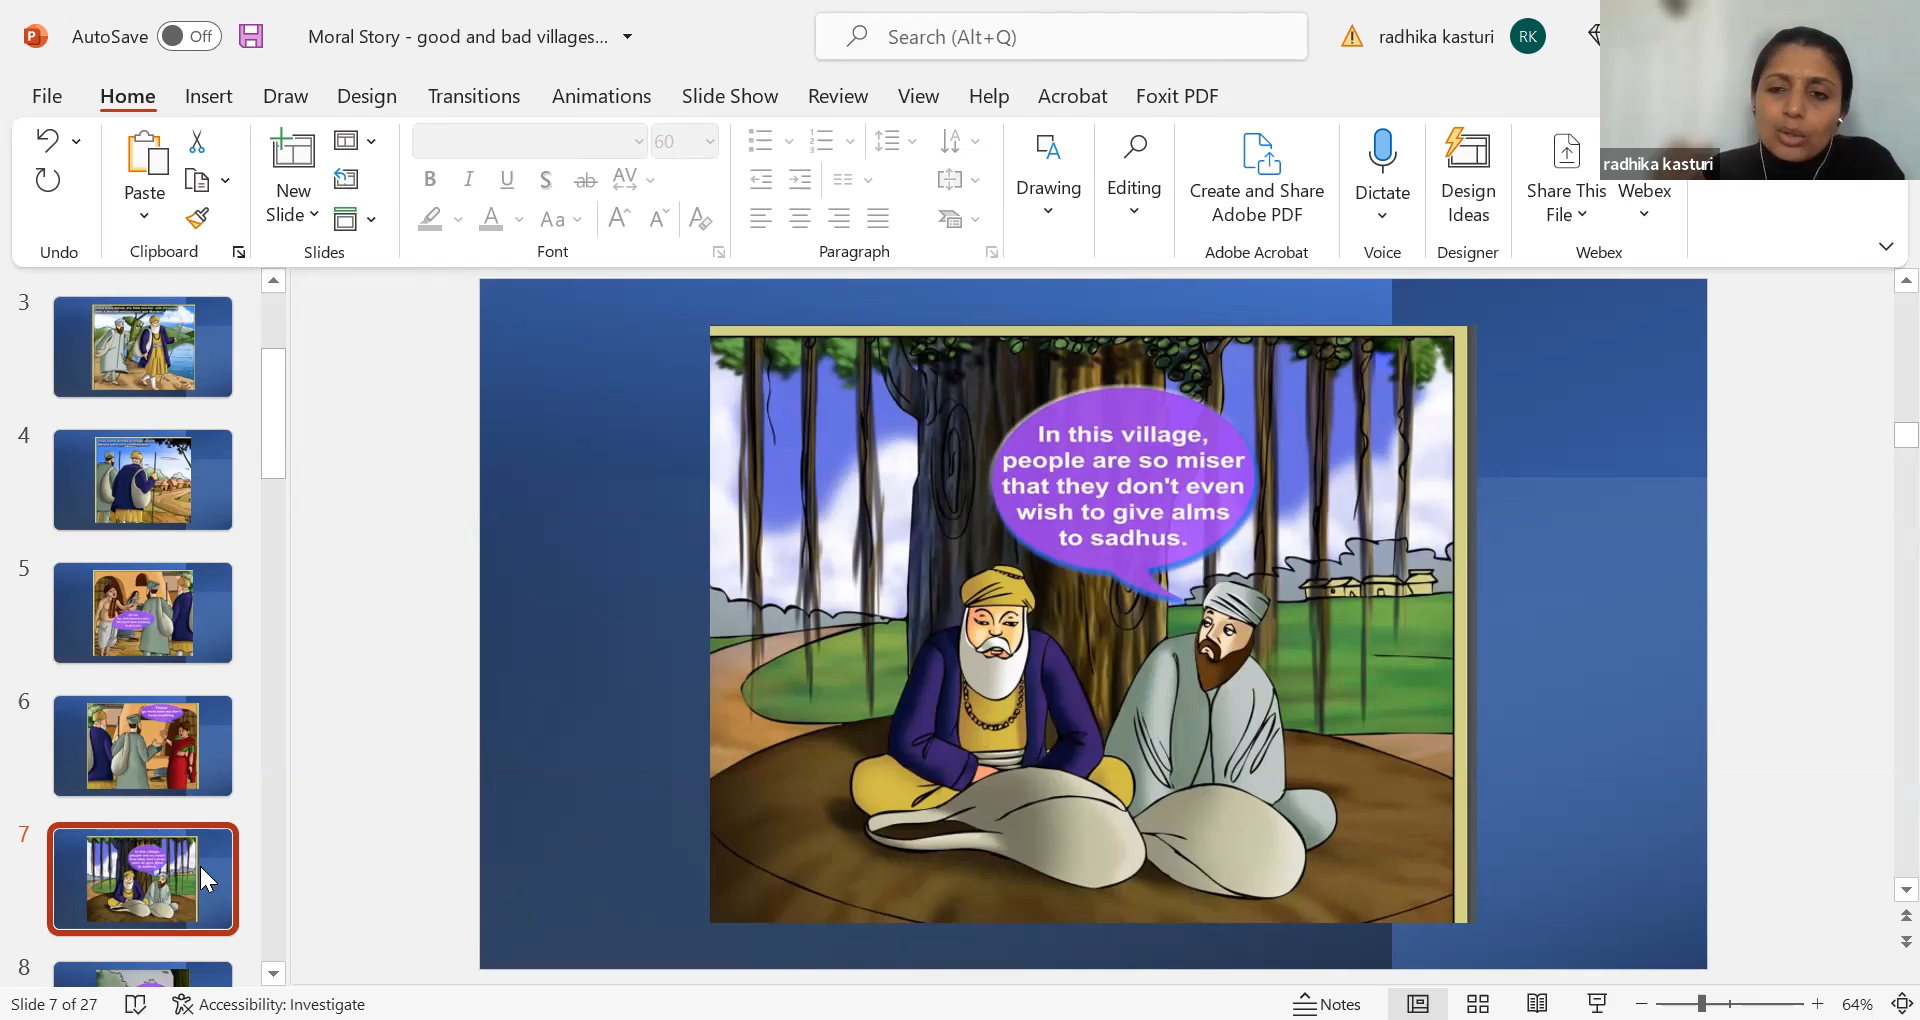 AutoSave Off
Moral Story - good and bad villages...
Search (Alt+Q)
radhika kasturi
RK
File Home Insert Draw Design Transitions Animations Slide Show Review View Help Acrobat Foxit PDF
radhika kasturi
Undo
Paste
Clipboard
New
Slide
Slides
60
B I U S ab AV
A Aa A A A
Font
Paragraph
Drawing
Editing
Create and Share
Adobe PDF
Adobe Acrobat
Dictate
Voice
Design
Ideas
Designer
Share This
File
Webex
Webex
3
4
5
6
7
8
In this village,
people are so miser
that they don't even
wish to give alms
to sadhus.
Slide 7 of 27
Accessibility: Investigate
Notes
64%